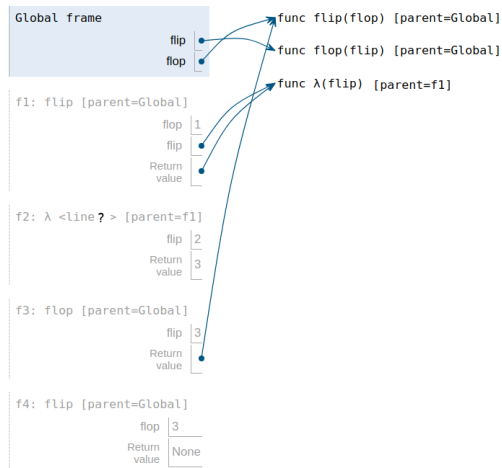 Global frame
flip
flop
func flip(flop) [parent=Global]
func flop(flip) [parent=Global]
func λ(flip) [parent=f1]
f1: flip [parent=Global]
flop 1
flip
Return
value
f2: λ <line ? > [parent=f1]
flip 2
Return
value 3
f3: flop [parent=Global]
flip 3
Return
value
f4: flip [parent=Global]
flop 3
Return
value None